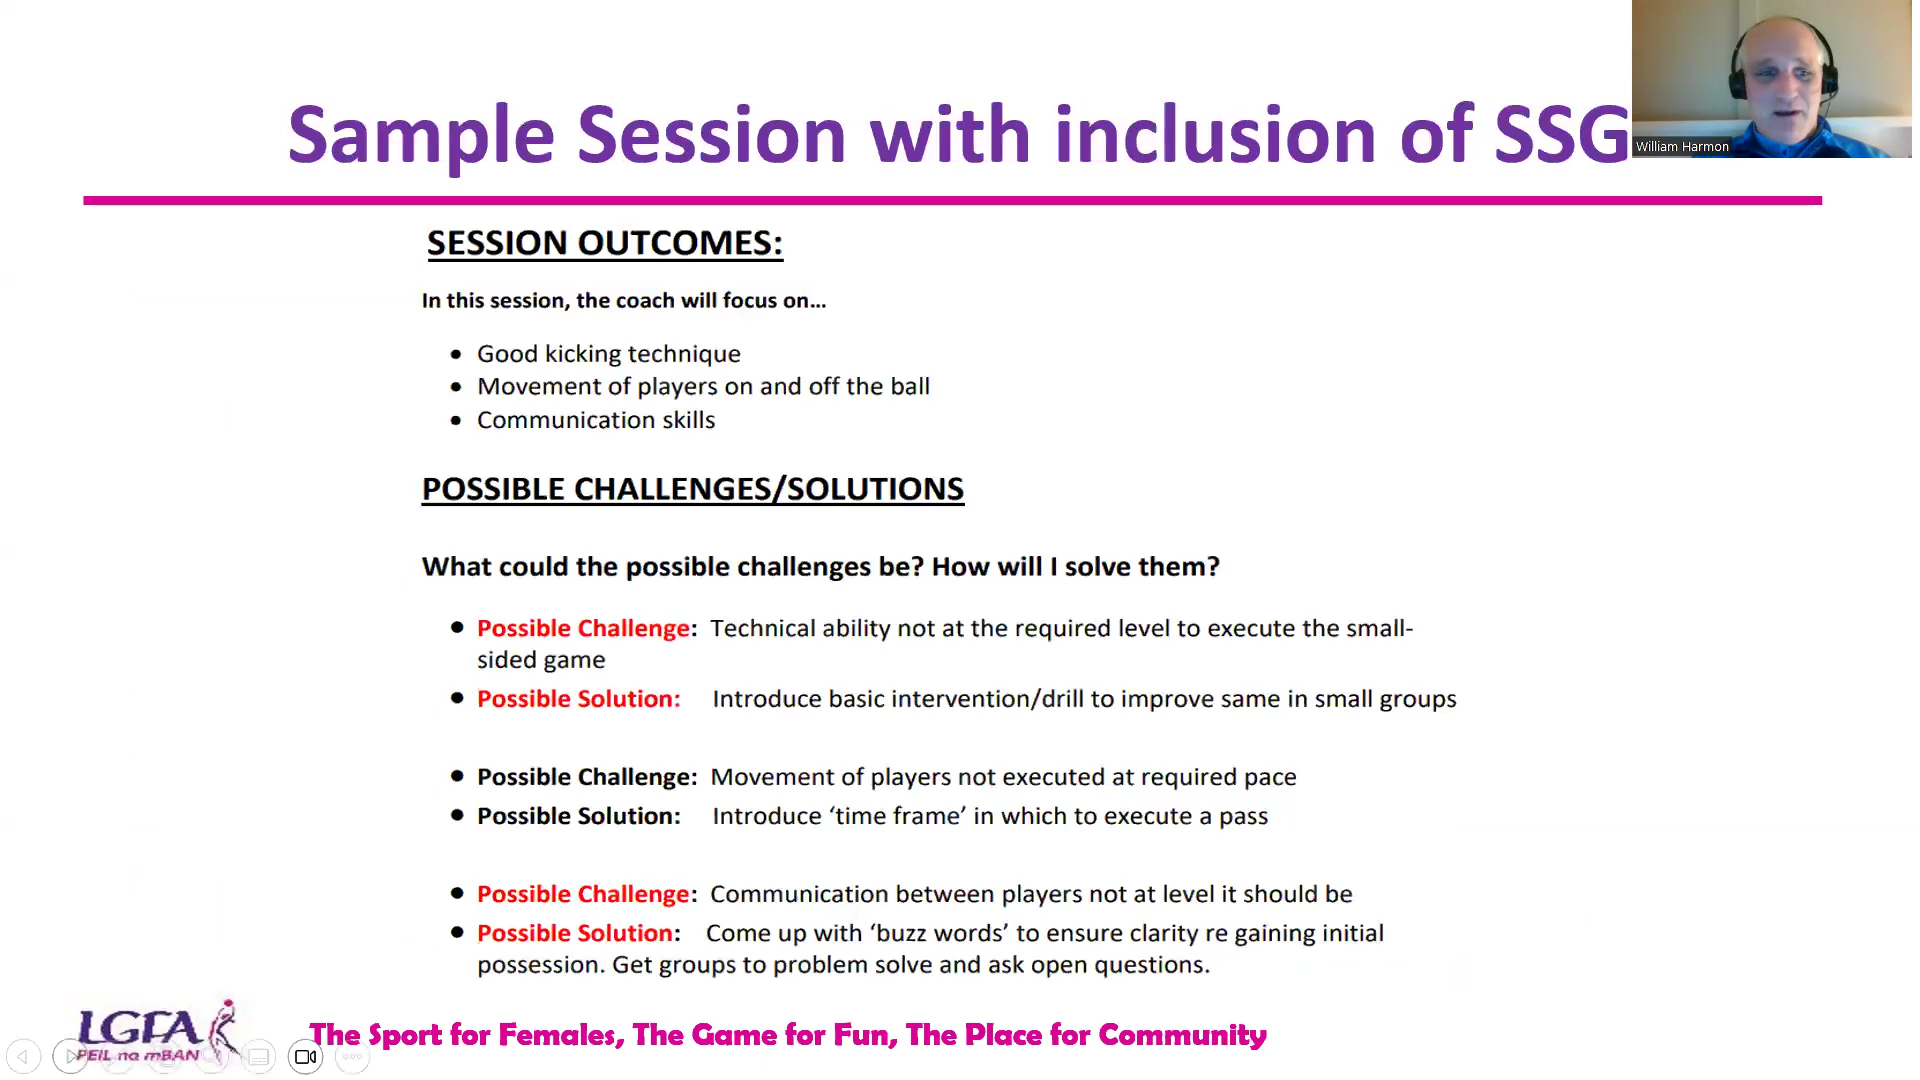 Sample Session with inclusion of SSG
William Harmon
SESSION OUTCOMES:
In this session, the coach will focus on…
• Good kicking technique
• Movement of players on and off the ball
• Communication skills
POSSIBLE CHALLENGES/SOLUTIONS
What could the possible challenges be? How will I solve them?
• Possible Challenge: Technical ability not at the required level to execute the small-
sided game
• Possible Solution: Introduce basic intervention/drill to improve same in small groups
• Possible Challenge: Movement of players not executed at required pace
• Possible Solution: Introduce ‘time frame’ in which to execute a pass
• Possible Challenge: Communication between players not at level it should be
• Possible Solution: Come up with ‘buzz words’ to ensure clarity re gaining initial
possession. Get groups to problem solve and ask open questions.
LGFA
PEIL na mBAN
The Sport for Females, The Game for Fun, The Place for Community